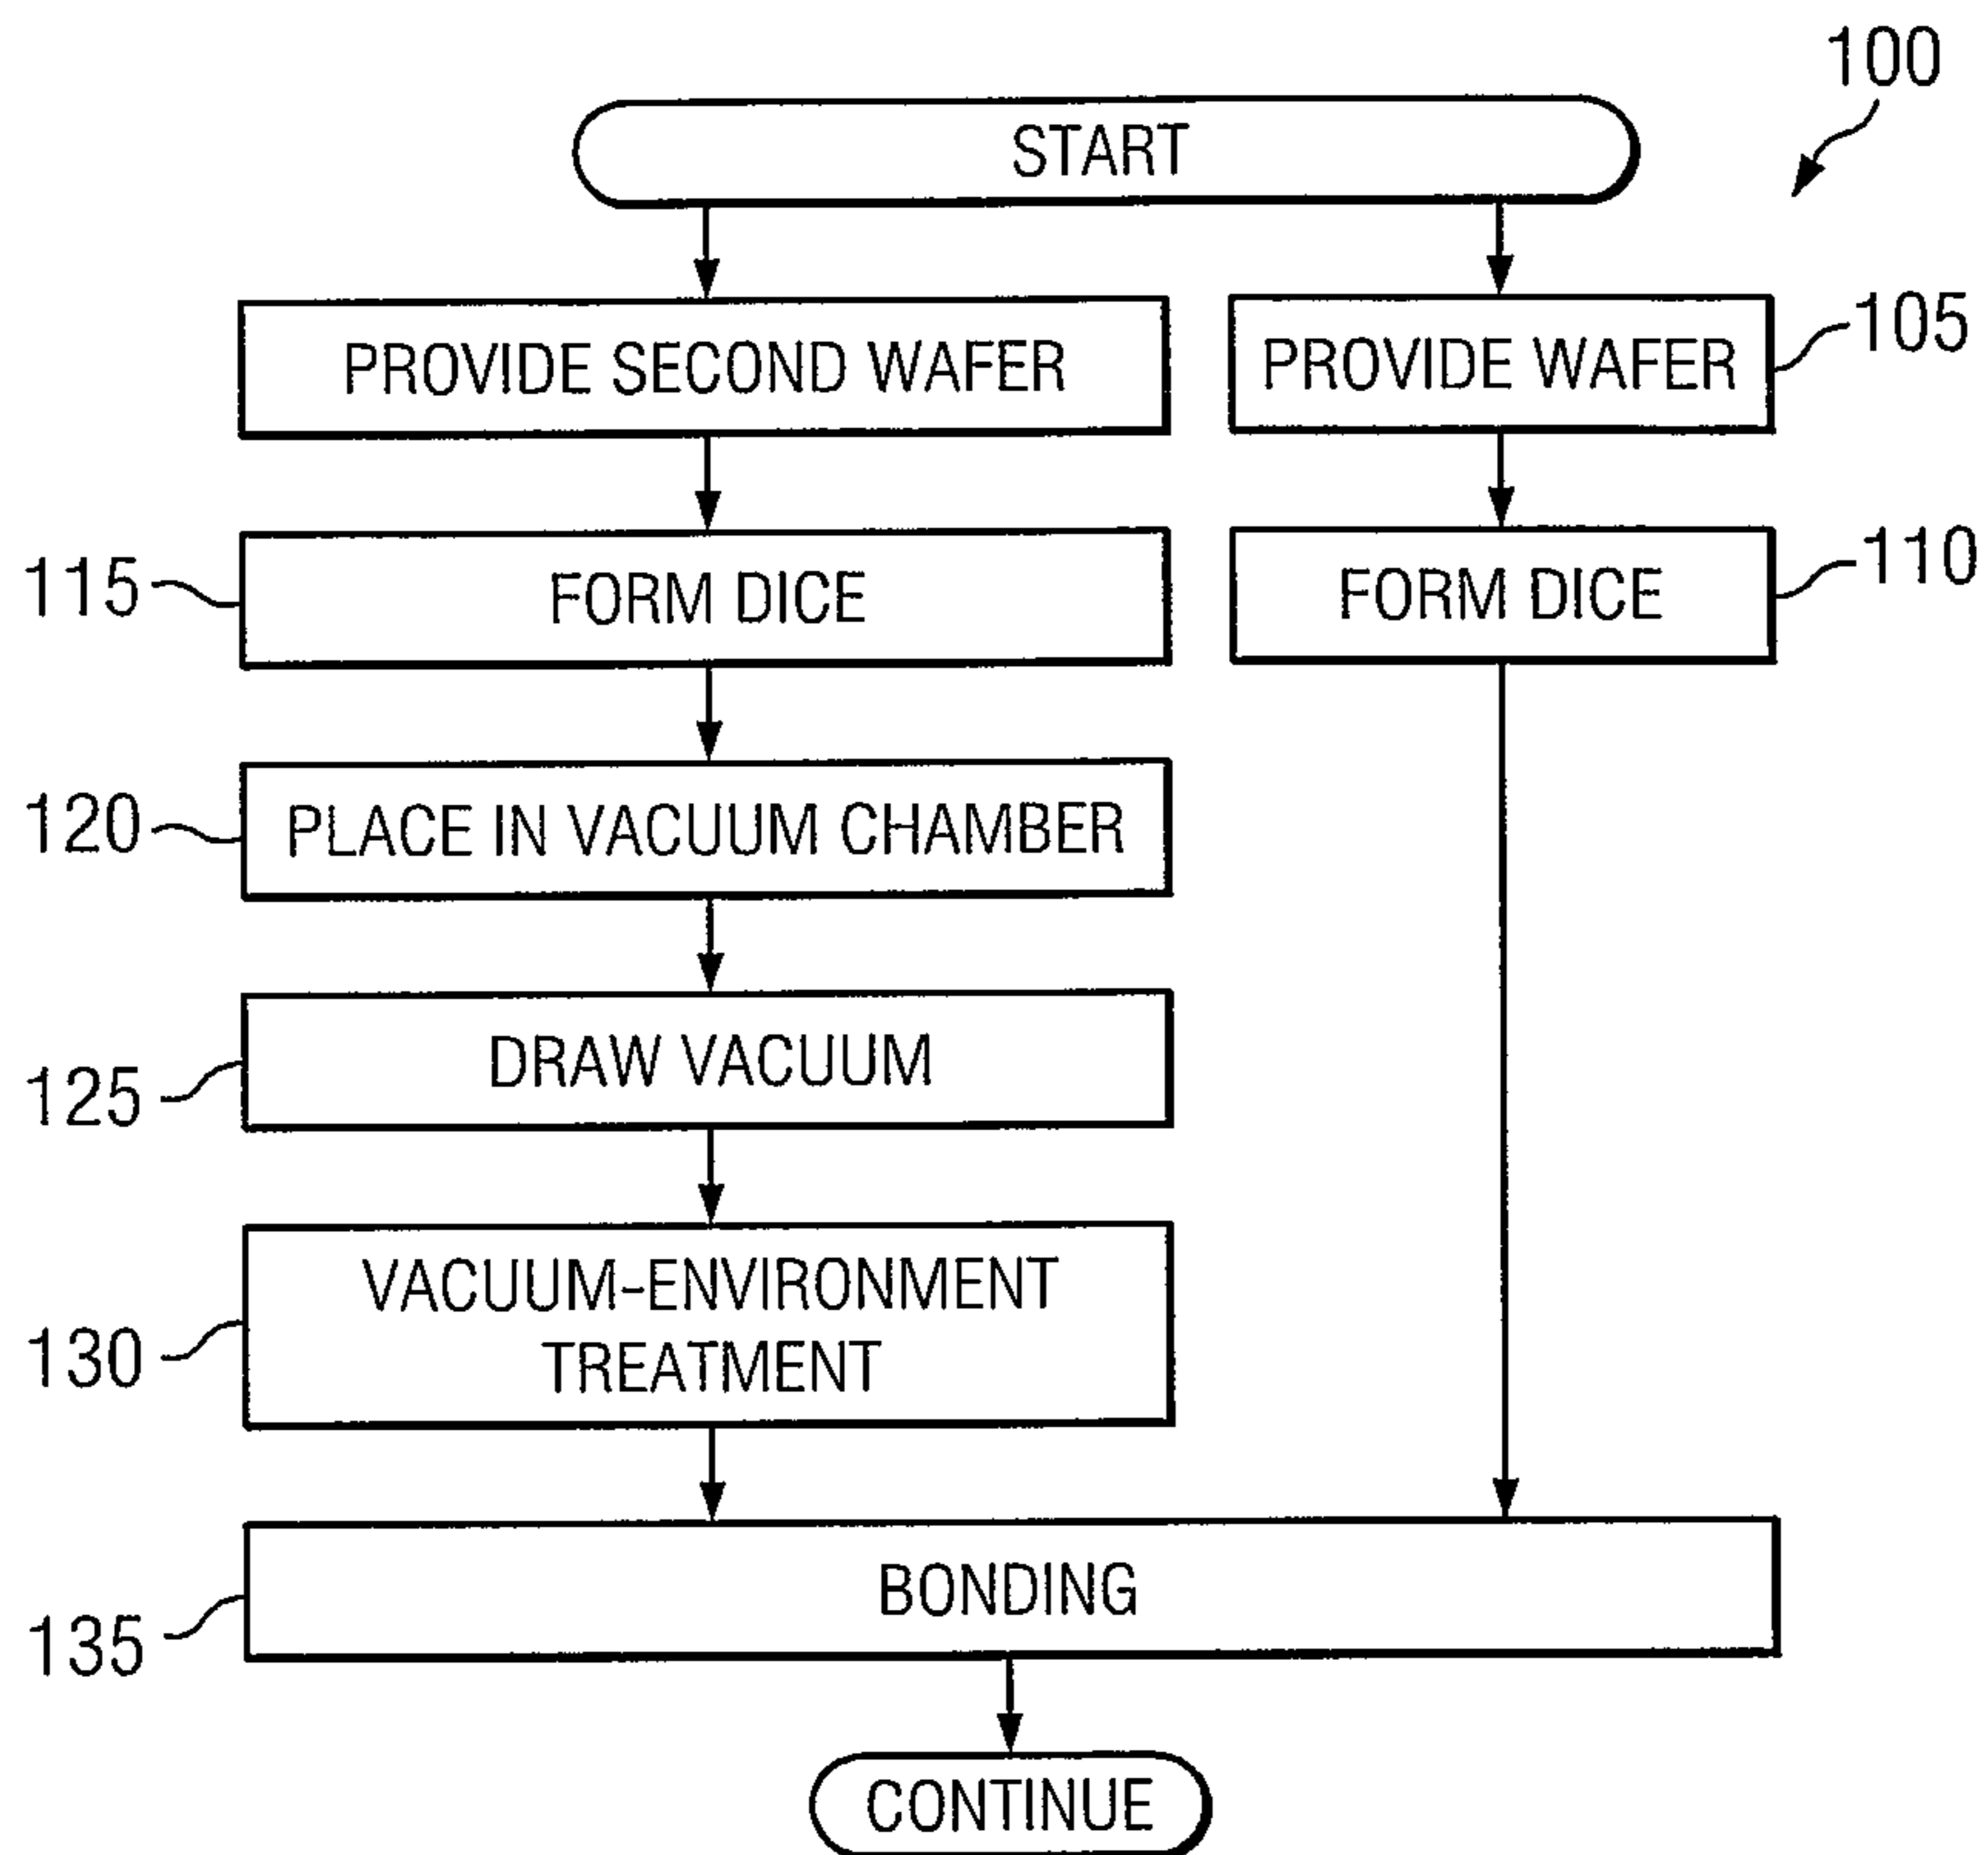 100
START
PROVIDE SECOND WAFER
PROVIDE WAFER
105
115
FORM DICE
FORM DICE
110
120
PLACE IN VACUUM CHAMBER
125
DRAW VACUUM
130
VACUUM-ENVIRONMENT
TREATMENT
135
BONDING
CONTINUE